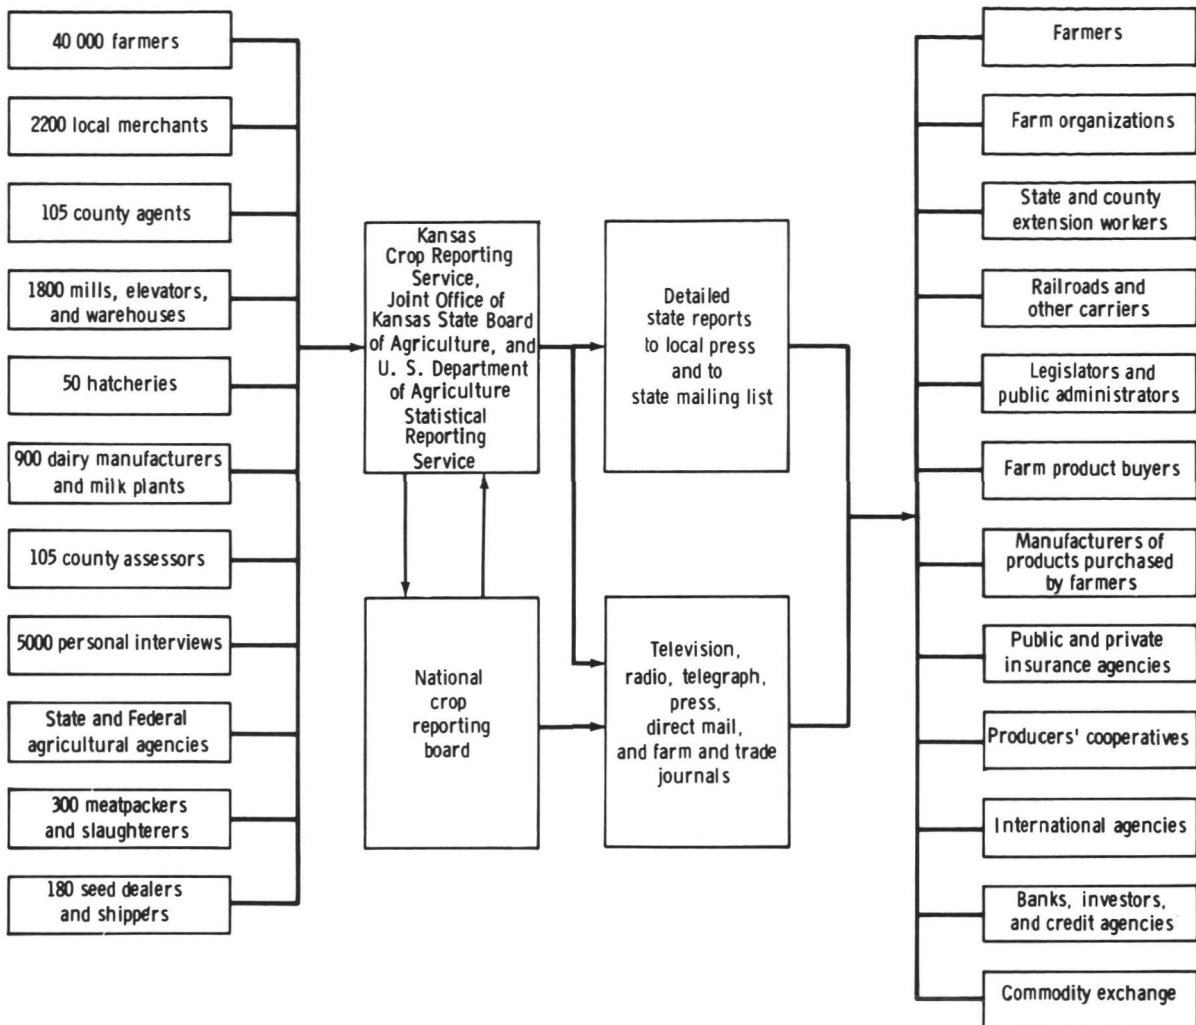 40 000 farmers
2200 local merchants
105 county agents
1800 mills, elevators,
and warehouses
50 hatcheries
900 dairy manufacturers
and milk plants
105 county assessors
5000 personal interviews
State and Federal
agricultural agencies
300 meatpackers
and slaughterers
180 seed dealers
and shippers
Kansas
Crop Reporting
Service,
Joint Office of
Kansas State Board
of Agriculture, and
U. S. Department
of Agriculture
Statistical
Reporting
Service
National
crop
reporting
board
Detailed
state reports
to local press
and to
state mailing list
Television,
radio, telegraph,
press,
direct mail,
and farm and trade
journals
Farmers
Farm organizations
State and county
extension workers
Railroads and
other carriers
Legislators and
public administrators
Farm product buyers
Manufacturers of
products purchased
by farmers
Public and private
insurance agencies
Producers' cooperatives
International agencies
Banks, investors,
and credit agencies
Commodity exchange